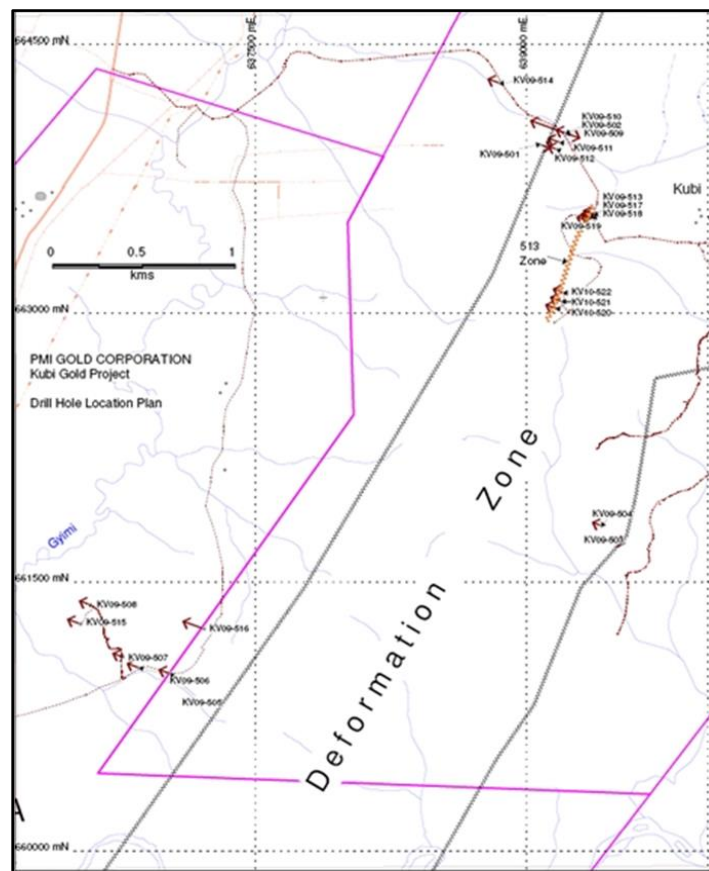 664500 mN
637500 mE
639000 mE
KV09-514
KV09-510
KV09-502
KV09-509
KV09-511
KV09-501
KV09-512
KV09-513
KV09-517
KV09-518
Kubi
KV09-519
0 0.5 1
kms
513
Zone
KV10-522
KV10-521
KV10-520
663000 mN
PMI GOLD CORPORATION
Kubi Gold Project
Drill Hole Location Plan
Deformation Zone
Gyimi
KV09-504
KV09-503
661500 mN
KV09-508
KV09-515
KV09-516
KV09-507
KV09-506
KV09-505
660000 mN